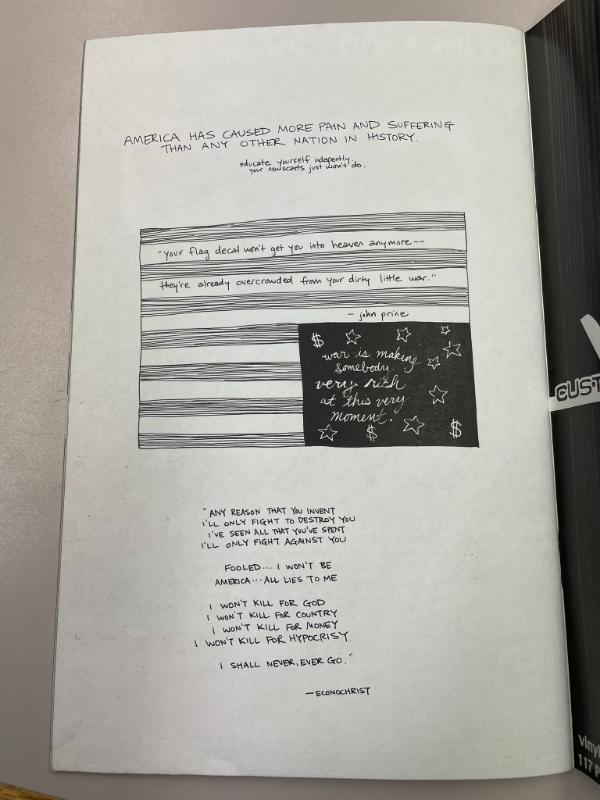 AMERICA HAS CAUSED MORE PAIN AND SUFFERING
THAN ANY OTHER NATION IN HISTORY.
educate yourself indepently.
your newscasts just won't do.
"your flag decal won't get you into heaven anymore--
they're already overcrowded from your dirty little war."
- john prine
$
war is making
somebody
very rich
at this very
moment.
$ $
"ANY REASON THAT YOU INVENT
I'LL ONLY FIGHT TO DESTROY YOU
I'VE SEEN ALL THAT YOU'VE SPENT
I'LL ONLY FIGHT AGAINST YOU
FOOLED... I WON'T BE
AMERICA... ALL LIES TO ME
I WON'T KILL FOR GOD
I WON'T KILL FOR COUNTRY
I WON'T KILL FOR MONEY
I WON'T KILL FOR HYPOCRISY
I SHALL NEVER, EVER GO."
—ECONOCHRIST
CUST
vinyl
117 p